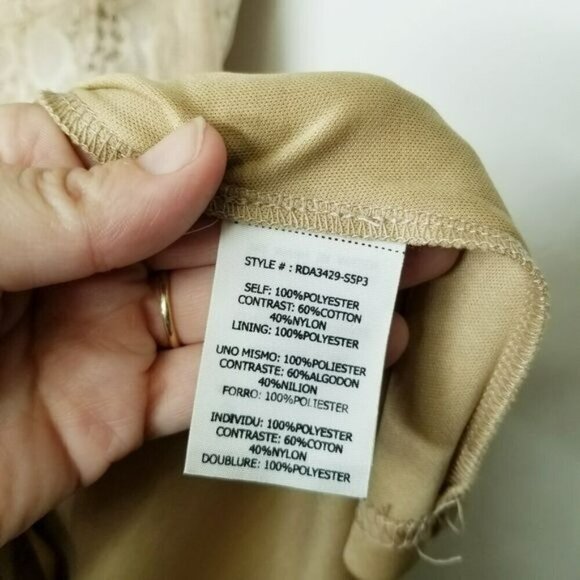 STYLE # : RDA3429-S5P3
SELF: 100%POLYESTER
CONTRAST: 60%COTTON
40%NYLON
LINING: 100%POLYESTER
UNO MISMO: 100%POLIESTER
CONTRASTE: 60%ALGODON
40%NILION
FORRO: 100%POLIESTER
INDIVIDU: 100%POLYESTER
CONTRASTE: 60%COTON
40%NYLON
DOUBLURE: 100%POLYESTER